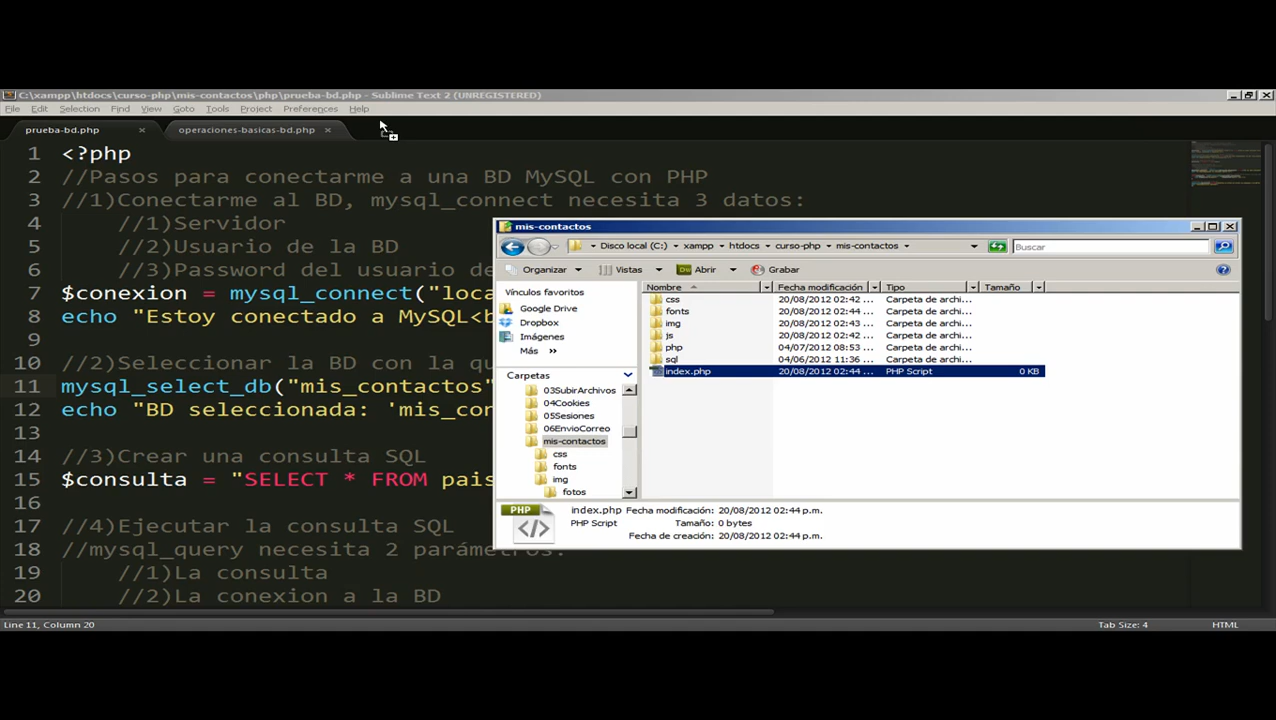 C:\xampp\htdocs\curso-php\mis-contactos\php\prueba-bd.php - Sublime Text 2 (UNREGISTERED)
File Edit Selection Find View Goto Tools Project Preferences Help
prueba-bd.php × operaciones-basicas-bd.php ×
1 <?php
2 //Pasos para conectarme a una BD MySQL con PHP
3 //1)Conectarme al BD, mysql_connect necesita 3 datos:
4 //1)Servidor
5 //2)Usuario de la BD
6 //3)Password del usuario de
7 $conexion = mysql_connect("loca
8 echo "Estoy conectado a MySQL<b
9
10 //2)Seleccionar la BD con la qu
11 mysql_select_db("mis_contactos"
12 echo "BD seleccionada: 'mis_con
13
14 //3)Crear una consulta SQL
15 $consulta = "SELECT * FROM pais
16
17 //4)Ejecutar la consulta SQL
18 //mysql_query necesita 2 parámetros:
19 //1)La consulta
20 //2)La conexion a la BD
Line 11, Column 20 Tab Size: 4 HTML
mis-contactos
Disco local (C:) xampp htdocs curso-php mis-contactos Buscar
Organizar Vistas Dw Abrir Grabar
Vínculos favoritos
Google Drive
Dropbox
Imágenes
Más »
Carpetas
03SubirArchivos
04Cookies
05Sesiones
06EnvioCorreo
mis-contactos
css
fonts
img
fotos
Nombre Fecha modificación Tipo Tamaño
css 20/08/2012 02:42 ... Carpeta de archi...
fonts 20/08/2012 02:44 ... Carpeta de archi...
img 20/08/2012 02:43 ... Carpeta de archi...
js 20/08/2012 02:42 ... Carpeta de archi...
php 04/07/2012 08:53 ... Carpeta de archi...
sql 04/06/2012 11:36 ... Carpeta de archi...
index.php 20/08/2012 02:44 ... PHP Script 0 KB
PHP
</>
index.php Fecha modificación: 20/08/2012 02:44 p.m.
PHP Script Tamaño: 0 bytes
Fecha de creación: 20/08/2012 02:44 p.m.